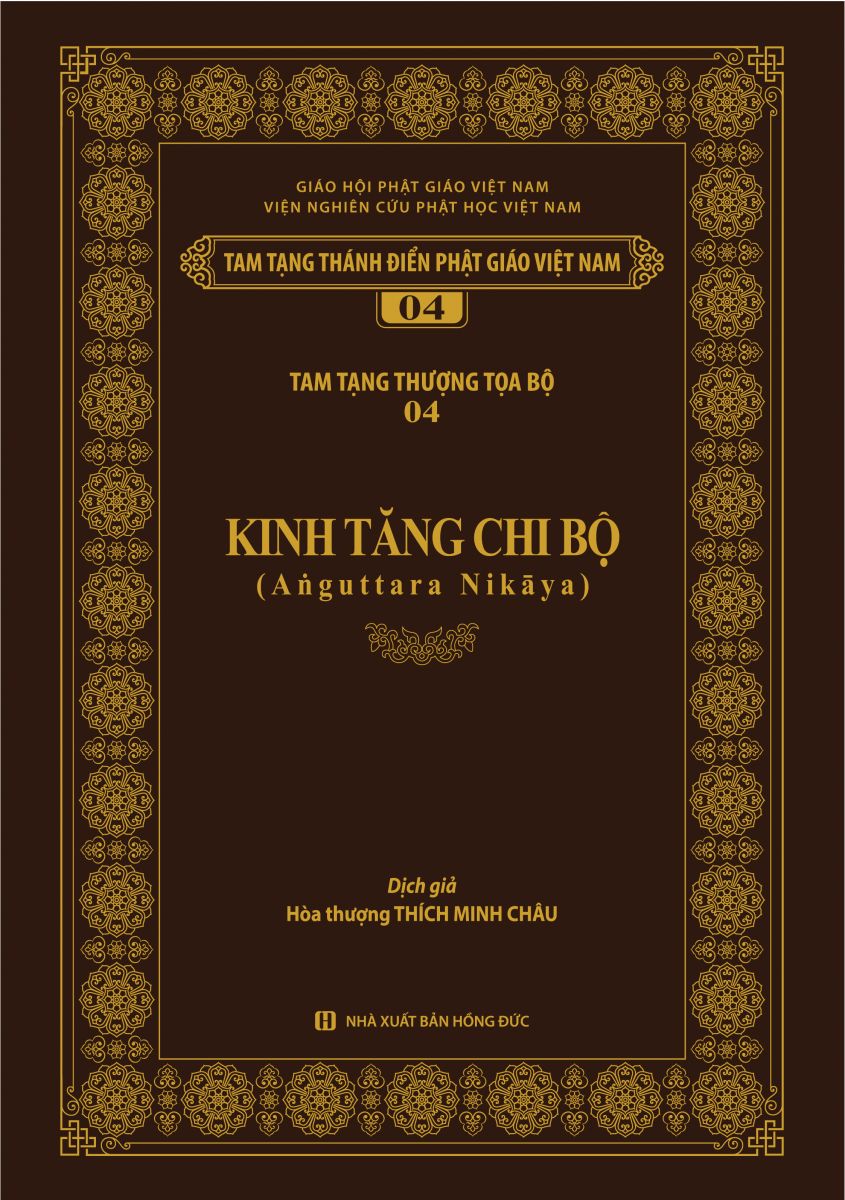 GIÁO HỘI PHẬT GIÁO VIỆT NAM
VIỆN NGHIÊN CỨU PHẬT HỌC VIỆT NAM
TAM TẠNG THÁNH ĐIỂN PHẬT GIÁO VIỆT NAM
04
TAM TẠNG THƯỢNG TỌA BỘ
04
KINH TĂNG CHI BỘ
(Aṅguttara Nikāya)
Dịch giả
Hòa thượng THÍCH MINH CHÂU
H NHÀ XUẤT BẢN HỒNG ĐỨC